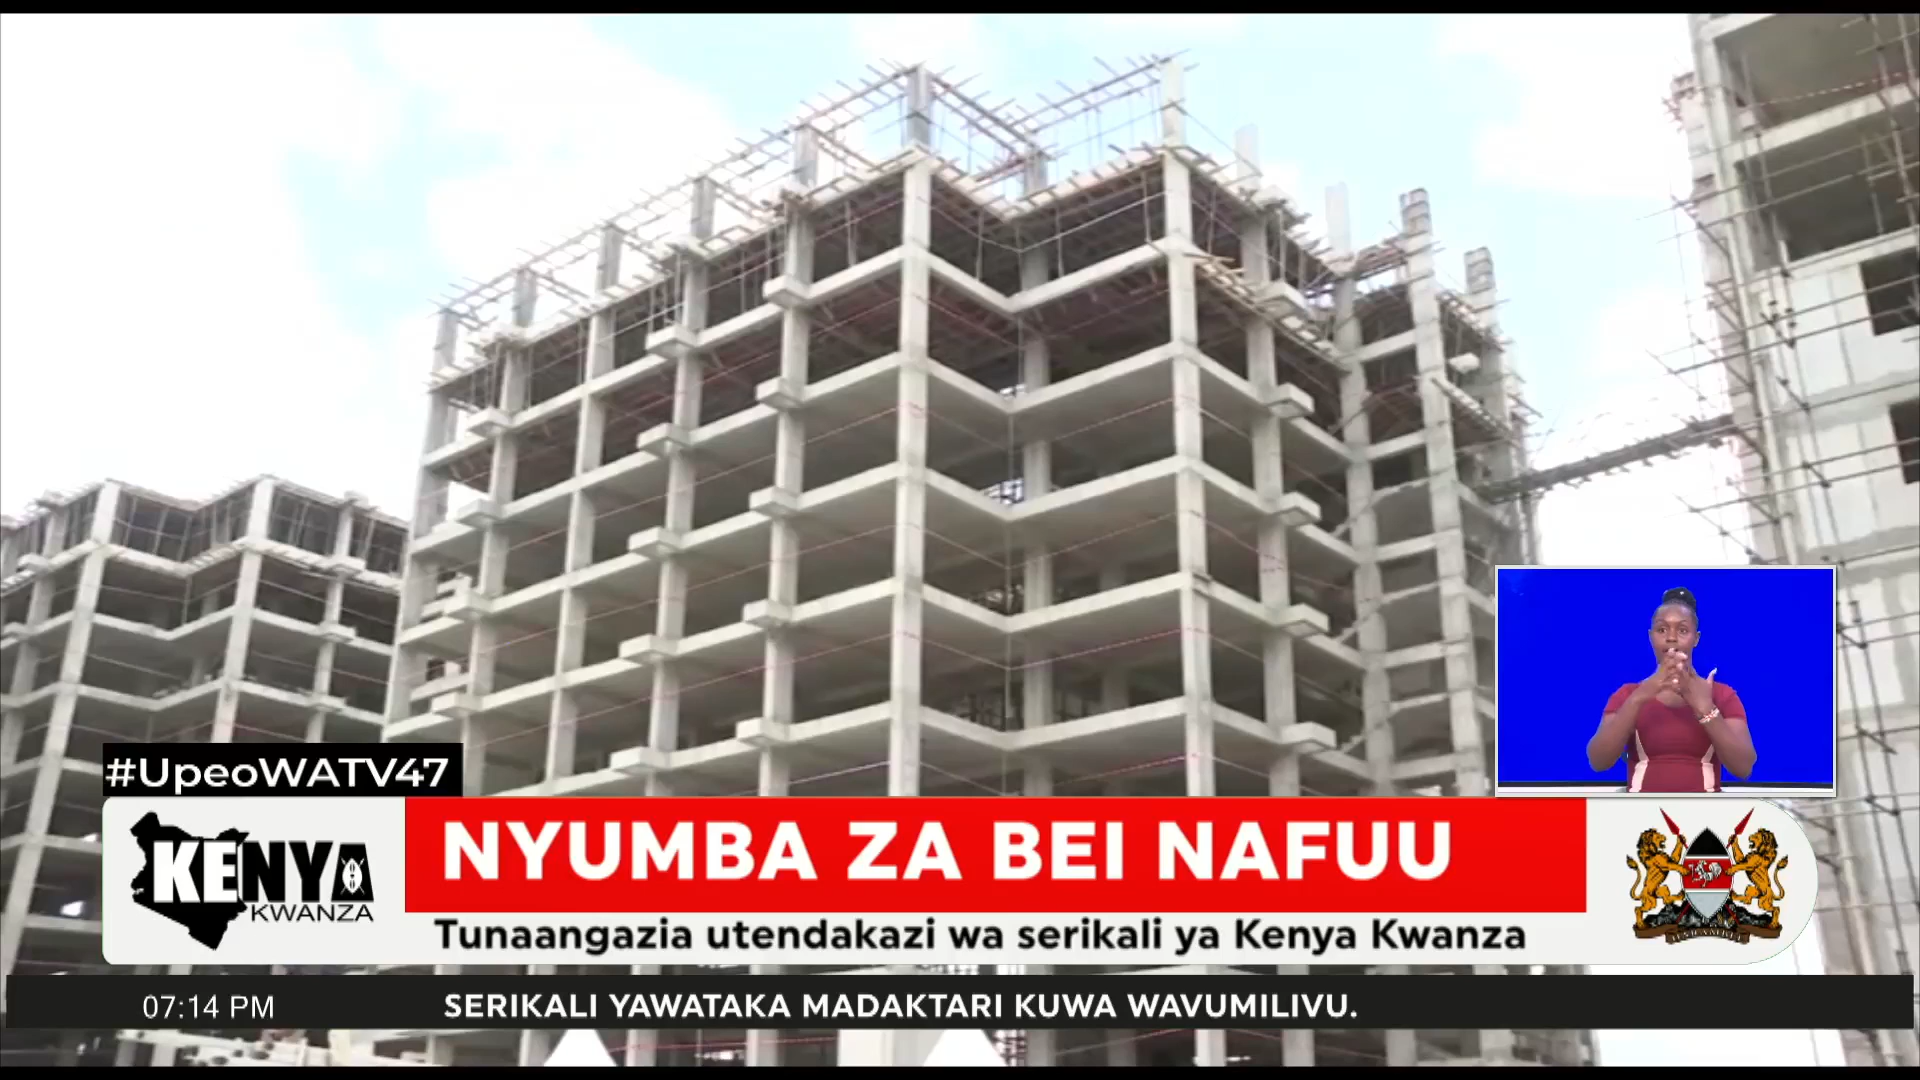 #UpeoWATV47
KENYA
KWANZA
NYUMBA ZA BEI NAFUU
Tunaangazia utendakazi wa serikali ya Kenya Kwanza
07:14 PM
SERIKALI YAWATAKA MADAKTARI KUWA WAVUMILIVU.